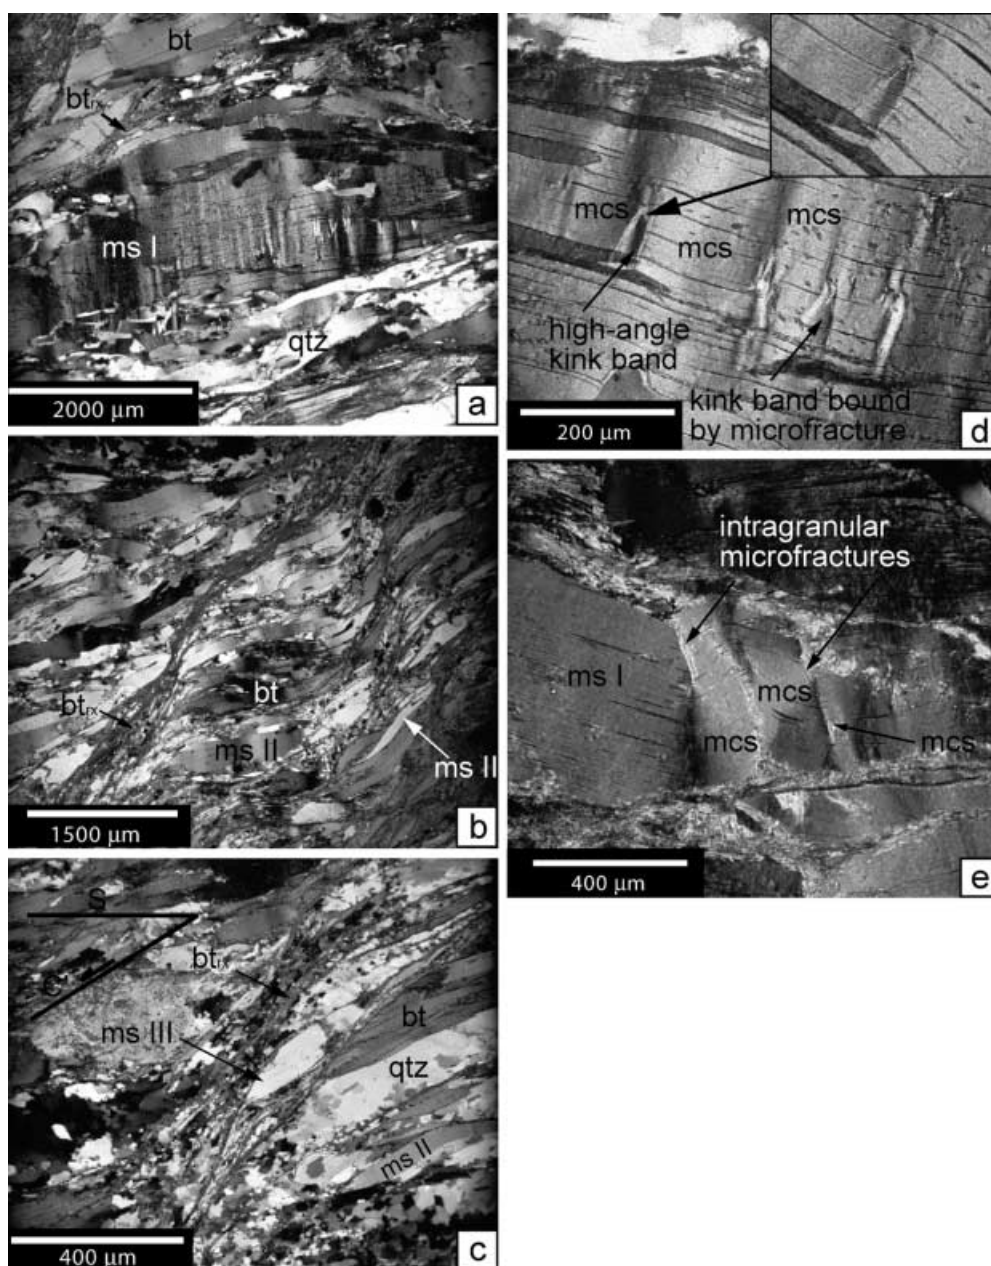 bt
bt rx
ms I
qtz
2000 µm
a
bt
bt rx
ms II
ms II
1500 µm
b
S
C'
bt rx
ms III
bt
qtz
ms II
400 µm
c
mcs
mcs
mcs
high-angle
kink band
kink band bound
by microfracture
200 µm
d
intragranular
microfractures
ms I
mcs
mcs
mcs
400 µm
e